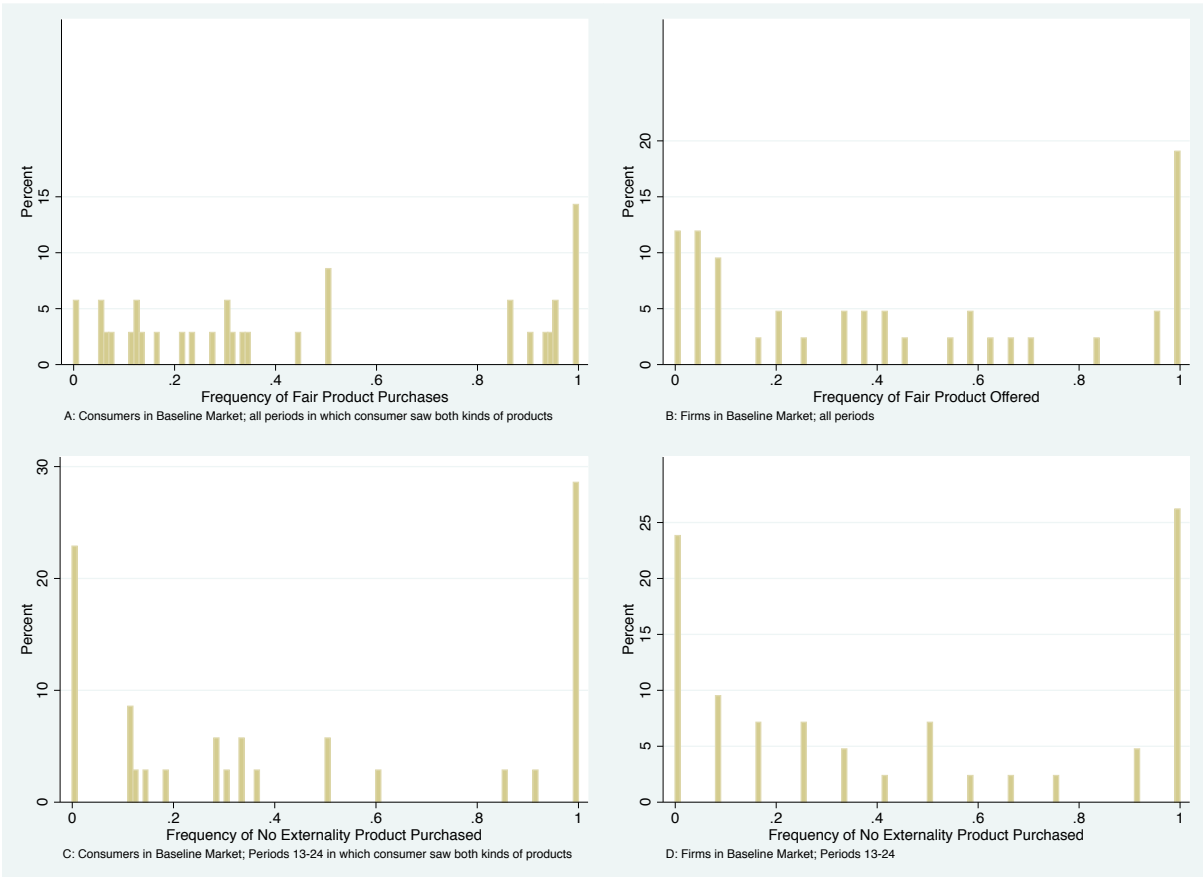 Percent
15
10
5
0
0 .2 .4 .6 .8 1
Frequency of Fair Product Purchases
A: Consumers in Baseline Market; all periods in which consumer saw both kinds of products
Percent
20
15
10
5
0
0 .2 .4 .6 .8 1
Frequency of Fair Product Offered
B: Firms in Baseline Market; all periods
Percent
30
20
10
0
0 .2 .4 .6 .8 1
Frequency of No Externality Product Purchased
C: Consumers in Baseline Market; Periods 13-24 in which consumer saw both kinds of products
Percent
25
20
15
10
5
0
0 .2 .4 .6 .8 1
Frequency of No Externality Product Purchased
D: Firms in Baseline Market; Periods 13-24